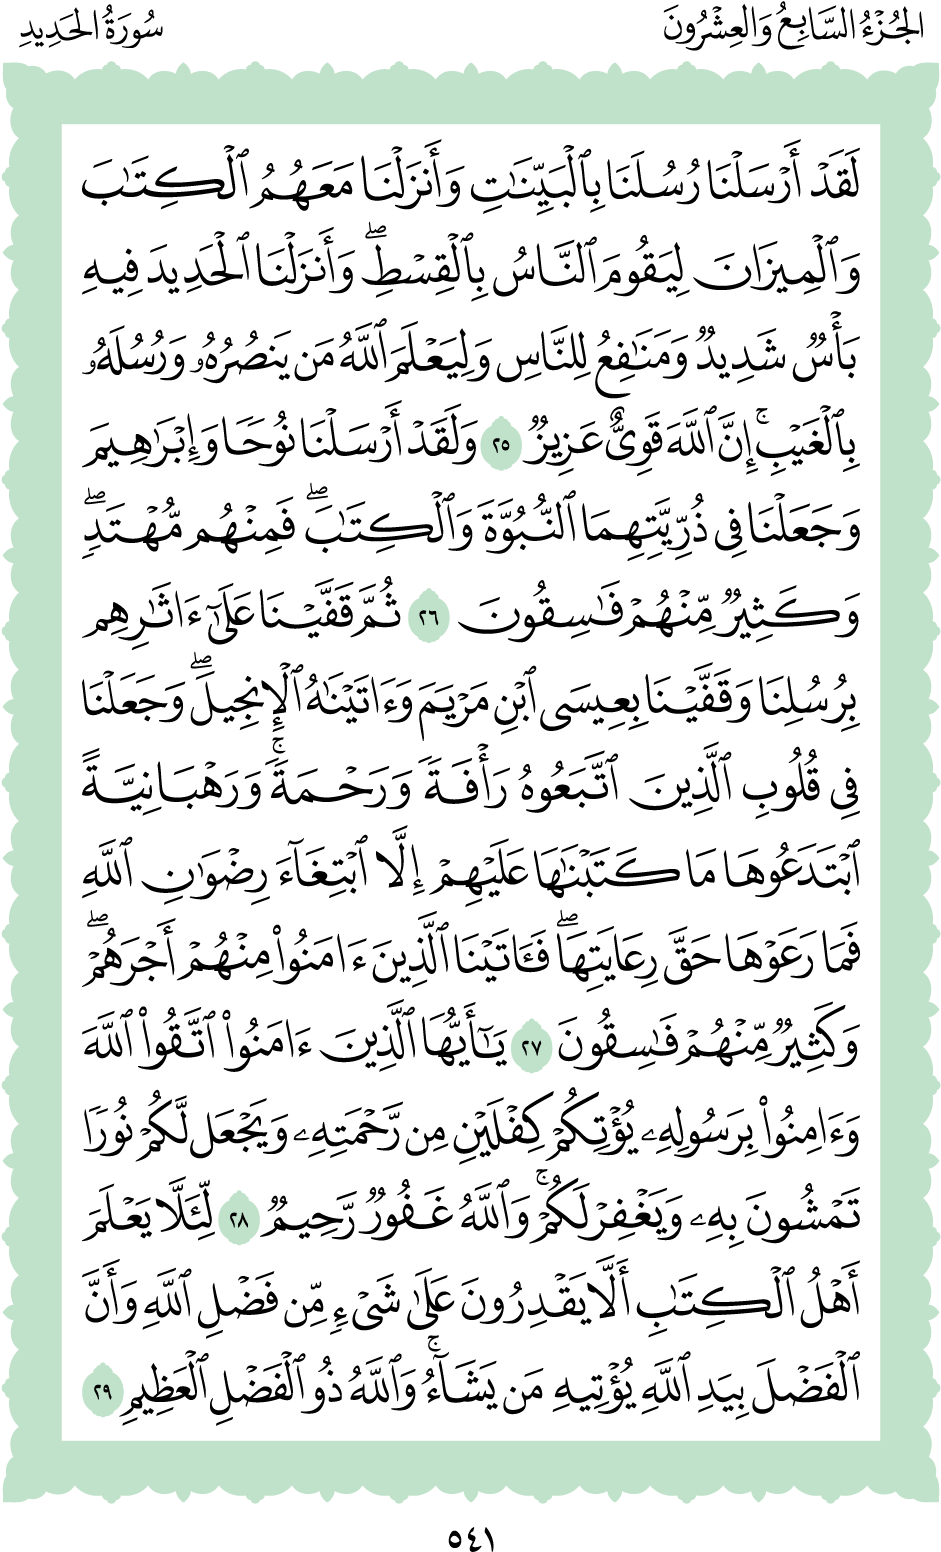 الجُزْءُ السَّابِعُ وَالعِشْرُونَ
سُورَةُ الحَدِيدِ
لَقَدْ أَرْسَلْنَا رُسُلَنَا بِٱلْبَيِّنَٰتِ وَأَنزَلْنَا مَعَهُمُ ٱلْكِتَٰبَ
وَٱلْمِيزَانَ لِيَقُومَ ٱلنَّاسُ بِٱلْقِسْطِۖ وَأَنزَلْنَا ٱلْحَدِيدَ فِيهِ
بَأْسٌ شَدِيدٌ وَمَنَٰفِعُ لِلنَّاسِ وَلِيَعْلَمَ ٱللَّهُ مَن يَنصُرُهُۥ وَرُسُلَهُۥ
بِٱلْغَيْبِۚ إِنَّ ٱللَّهَ قَوِيٌّ عَزِيزٌ ٢٥ وَلَقَدْ أَرْسَلْنَا نُوحًا وَإِبْرَٰهِيمَ
وَجَعَلْنَا فِى ذُرِّيَّتِهِمَا ٱلنُّبُوَّةَ وَٱلْكِتَٰبَۖ فَمِنْهُم مُّهْتَدٍۖ
وَكَثِيرٌ مِّنْهُمْ فَٰسِقُونَ ٢٦ ثُمَّ قَفَّيْنَا عَلَىٰٓ ءَاثَٰرِهِم
بِرُسُلِنَا وَقَفَّيْنَا بِعِيسَى ٱبْنِ مَرْيَمَ وَءَاتَيْنَٰهُ ٱلْإِنجِيلَۖ وَجَعَلْنَا
فِى قُلُوبِ ٱلَّذِينَ ٱتَّبَعُوهُ رَأْفَةً وَرَحْمَةًۚ وَرَهْبَانِيَّةً
ٱبْتَدَعُوهَا مَا كَتَبْنَٰهَا عَلَيْهِمْ إِلَّا ٱبْتِغَآءَ رِضْوَٰنِ ٱللَّهِ
فَمَا رَعَوْهَا حَقَّ رِعَايَتِهَاۖ فَـَٔاتَيْنَا ٱلَّذِينَ ءَامَنُوا۟ مِنْهُمْ أَجْرَهُمْۖ
وَكَثِيرٌ مِّنْهُمْ فَٰسِقُونَ ٢٧ يَٰٓأَيُّهَا ٱلَّذِينَ ءَامَنُوا۟ ٱتَّقُوا۟ ٱللَّهَ
وَءَامِنُوا۟ بِرَسُولِهِۦ يُؤْتِكُمْ كِفْلَيْنِ مِن رَّحْمَتِهِۦ وَيَجْعَل لَّكُمْ نُورًا
تَمْشُونَ بِهِۦ وَيَغْفِرْ لَكُمْۚ وَٱللَّهُ غَفُورٌ رَّحِيمٌ ٢٨ لِّئَلَّا يَعْلَمَ
أَهْلُ ٱلْكِتَٰبِ أَلَّا يَقْدِرُونَ عَلَىٰ شَىْءٍ مِّن فَضْلِ ٱللَّهِ وَأَنَّ
ٱلْفَضْلَ بِيَدِ ٱللَّهِ يُؤْتِيهِ مَن يَشَآءُۚ وَٱللَّهُ ذُو ٱلْفَضْلِ ٱلْعَظِيمِ ٢٩
٥٤١